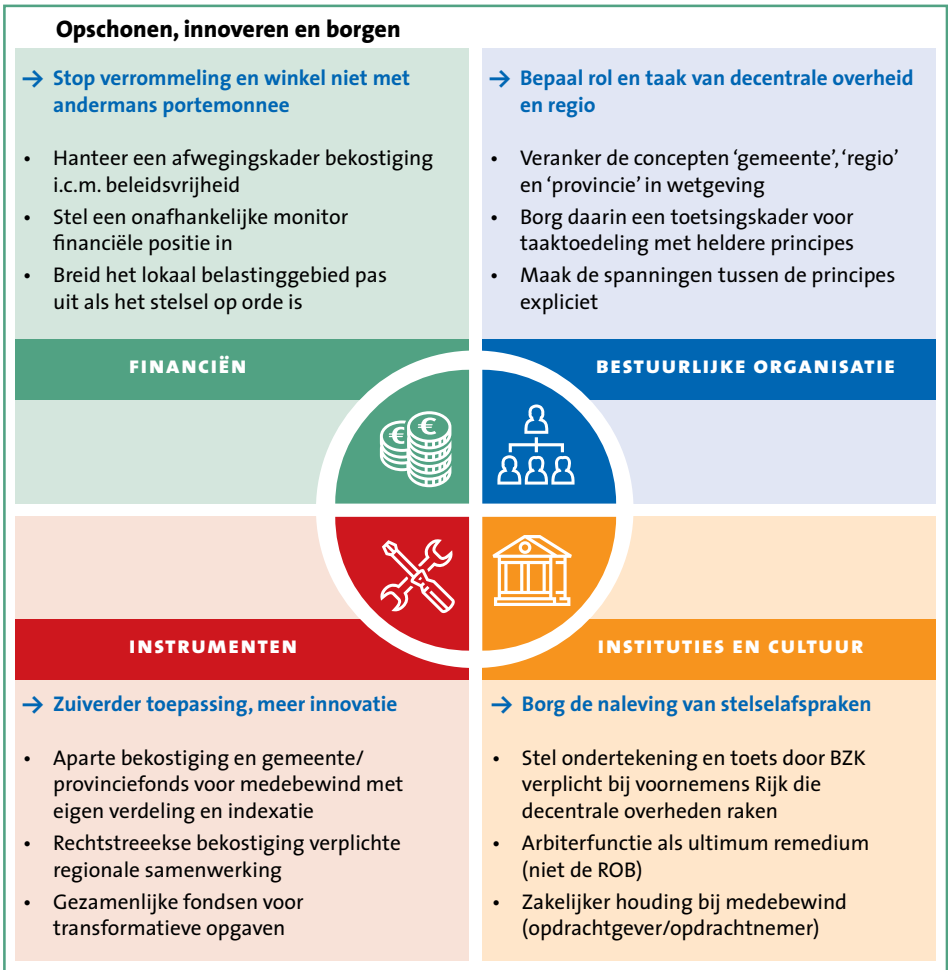 Opschonen, innoveren en borgen
→ Stop verrommeling en winkel niet met
andermans portemonnee
• Hanteer een afwegingskader bekostiging
i.c.m. beleidsvrijheid
• Stel een onafhankelijke monitor
financiële positie in
• Breid het lokaal belastinggebied pas
uit als het stelsel op orde is
FINANCIËN
→ Bepaal rol en taak van decentrale overheid
en regio
• Veranker de concepten ‘gemeente’, ‘regio’
en ‘provincie’ in wetgeving
• Borg daarin een toetsingskader voor
taaktoedeling met heldere principes
• Maak de spanningen tussen de principes
expliciet
BESTUURLIJKE ORGANISATIE
€ €
INSTRUMENTEN
→ Zuiverder toepassing, meer innovatie
• Aparte bekostiging en gemeente/
provinciefonds voor medebewind met
eigen verdeling en indexatie
• Rechtstreeekse bekostiging verplichte
regionale samenwerking
• Gezamenlijke fondsen voor
transformatieve opgaven
INSTITUTIES EN CULTUUR
→ Borg de naleving van stelselafspraken
• Stel ondertekening en toets door BZK
verplicht bij voornemens Rijk die
decentrale overheden raken
• Arbiterfunctie als ultimum remedium
(niet de ROB)
• Zakelijker houding bij medebewind
(opdrachtgever/opdrachtnemer)